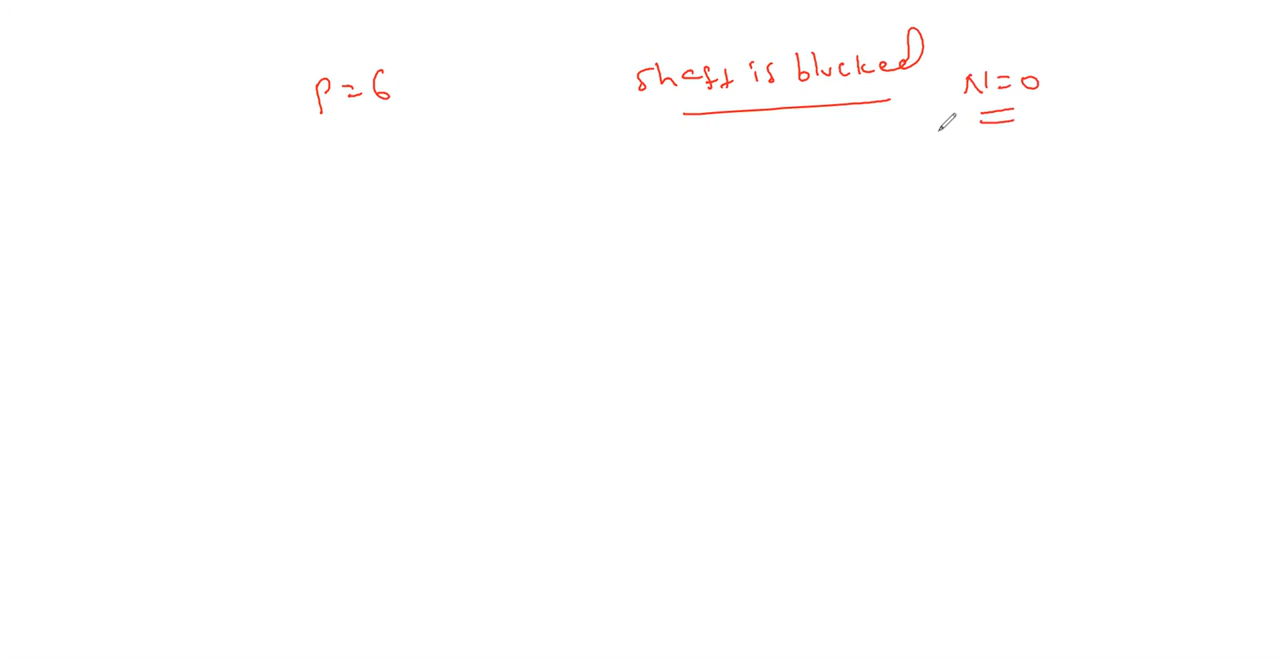 P = 6 shaft is blocked N = 0